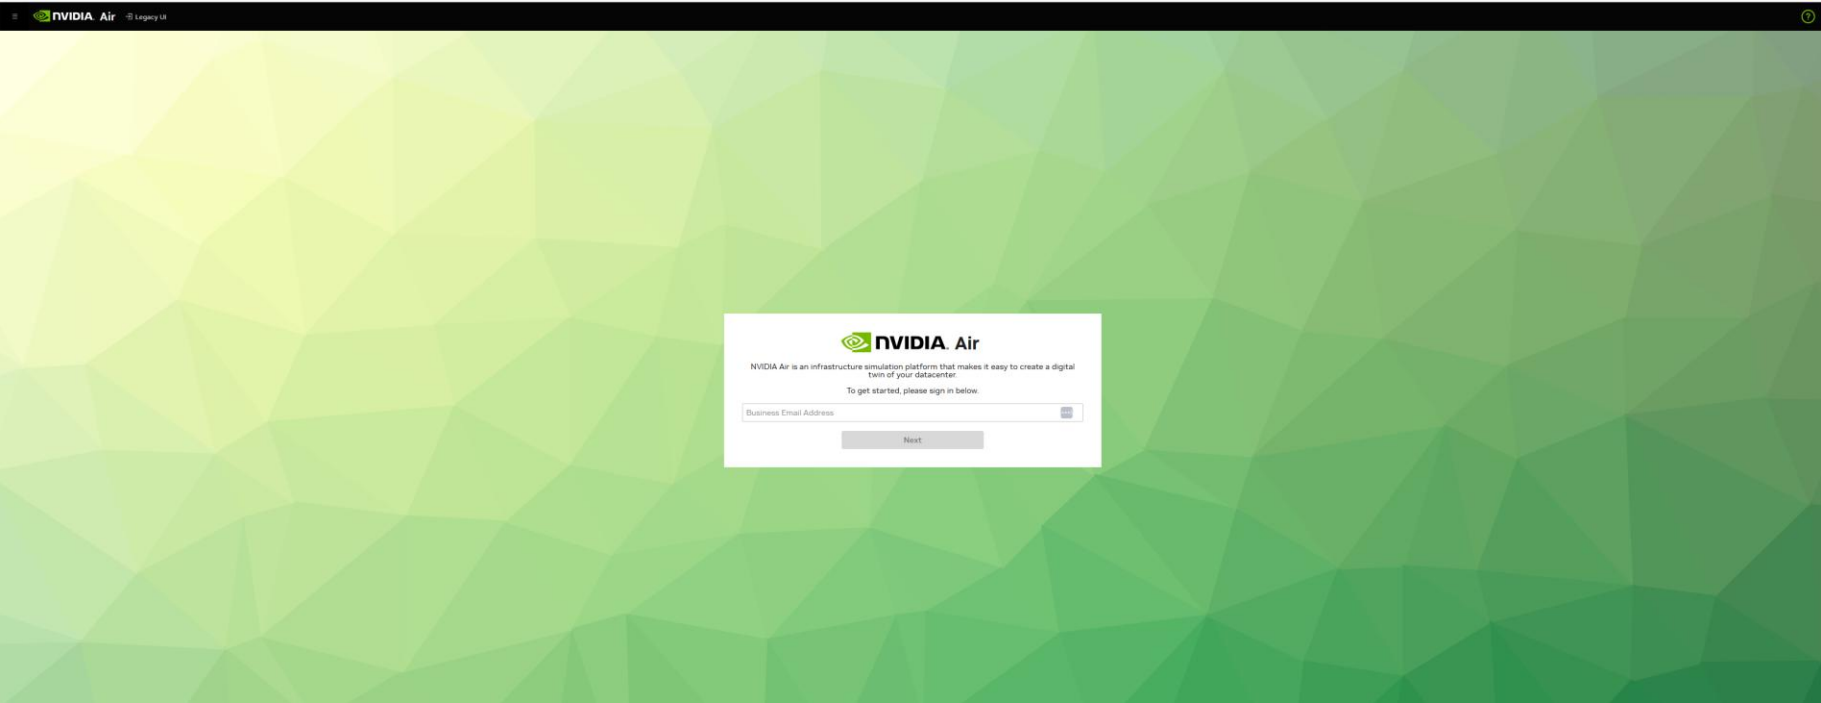 NVIDIA. Air Legacy UI ?
NVIDIA. Air
NVIDIA Air is an infrastructure simulation platform that makes it easy to create a digital
twin of your datacenter.
To get started, please sign in below.
Business Email Address
Next